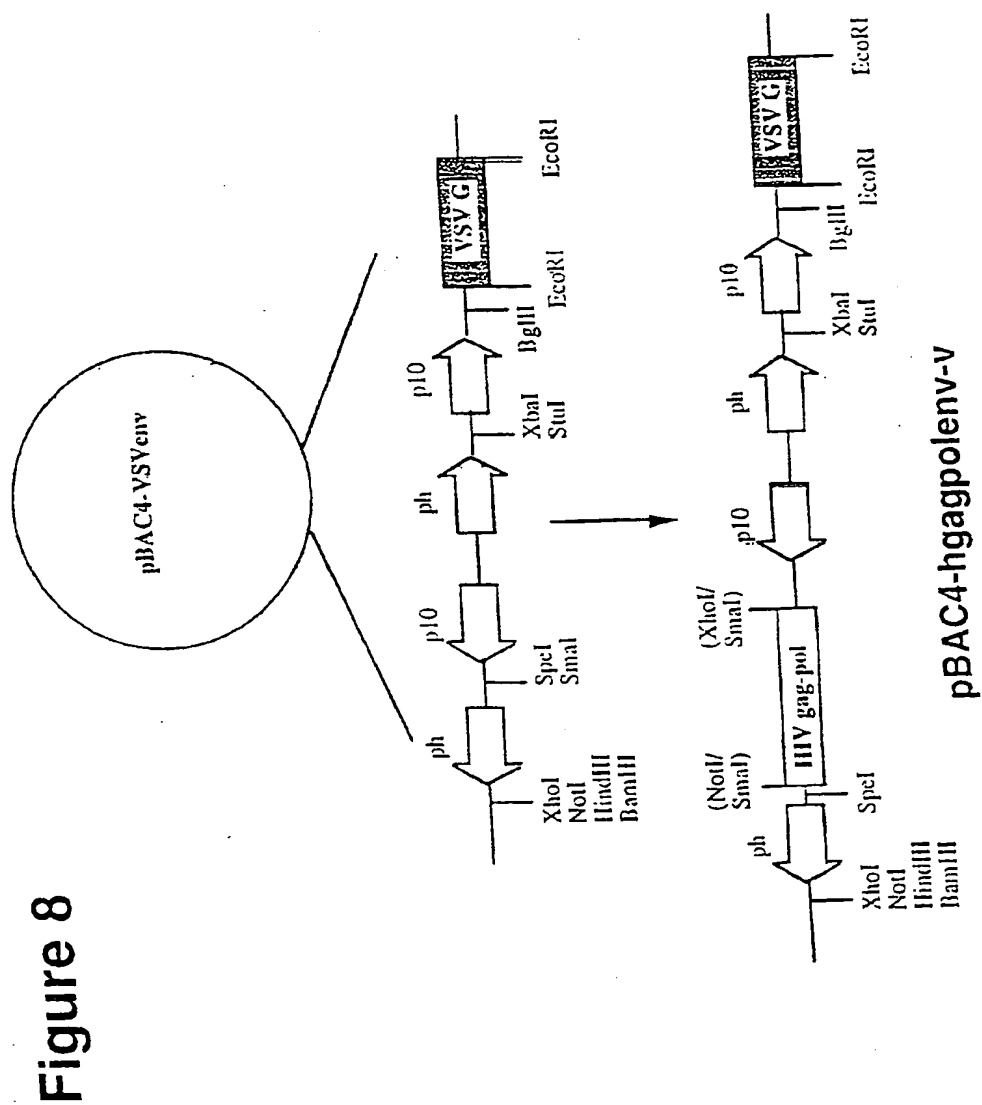 Figure 8
pBAC4-VSVenv
ph
p10
ph
p10
VSV G
XhoI
NotI
HindIII
BamHI
SpeI
SmaI
XbaI
StuI
BglII
EcoRI
EcoRI
ph
(NotI/
SmaI)
HIV gag-pol
(XhoI/
SmaI)
p10
ph
p10
VSV G
XhoI
NotI
HindIII
BamHI
SpeI
XbaI
StuI
BglII
EcoRI
EcoRI
pBAC4-hgagpolenv-v